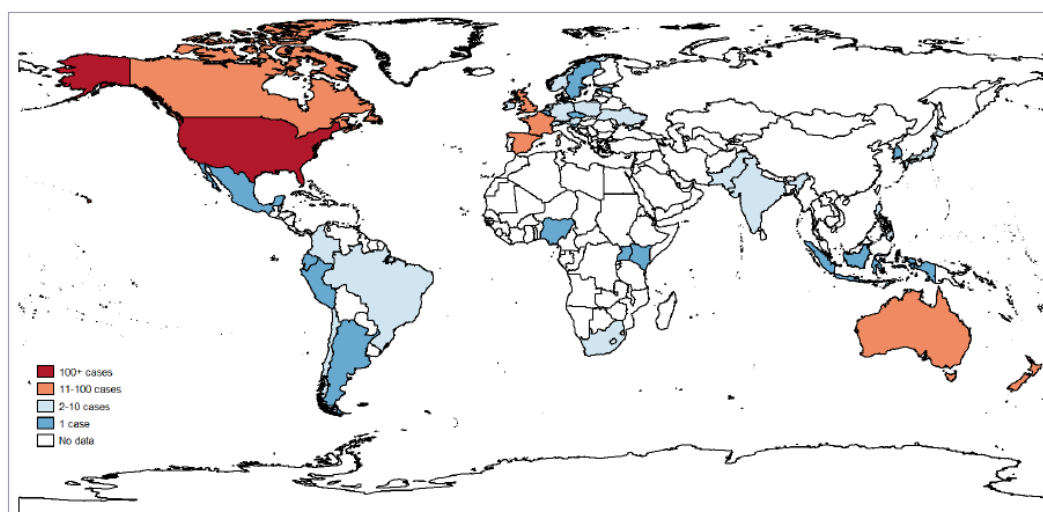 100+ cases
11-100 cases
2-10 cases
1 case
No data